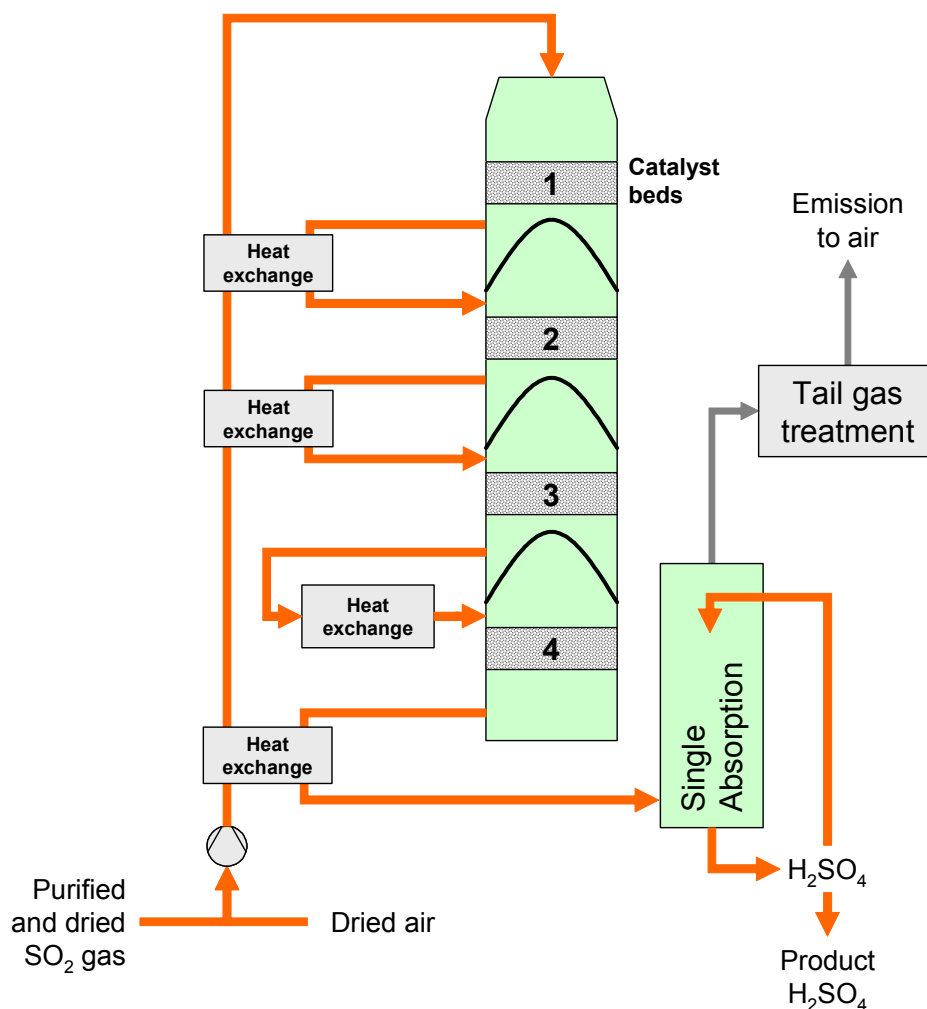 1
Catalyst
beds
Emission
to air
Heat
exchange
2
Heat
exchange
Tail gas
treatment
3
Heat
exchange
4
Single
Absorption
Heat
exchange
H₂SO₄
Purified
and dried
SO₂ gas
Dried air
Product
H₂SO₄